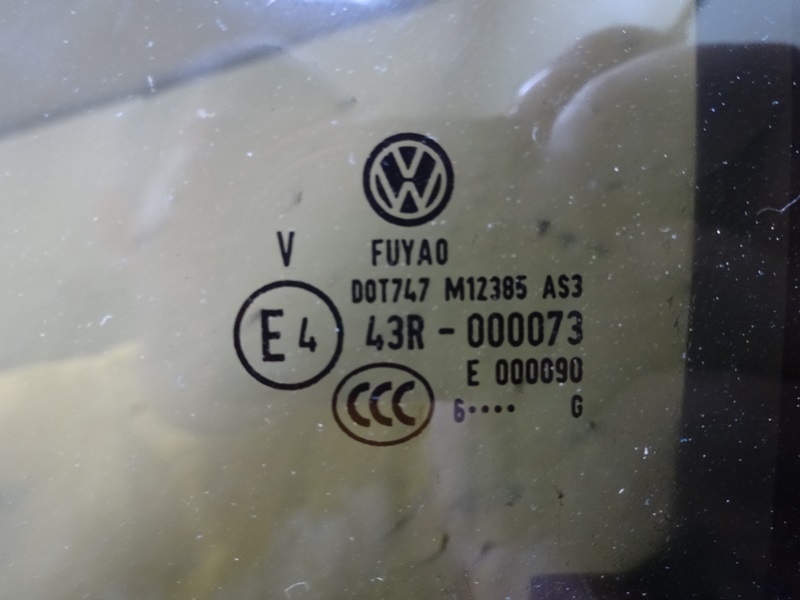 V FUYAO
DOT747 M12385 AS3
E4 43R - 000073
E 000090
CCC 6•••• G